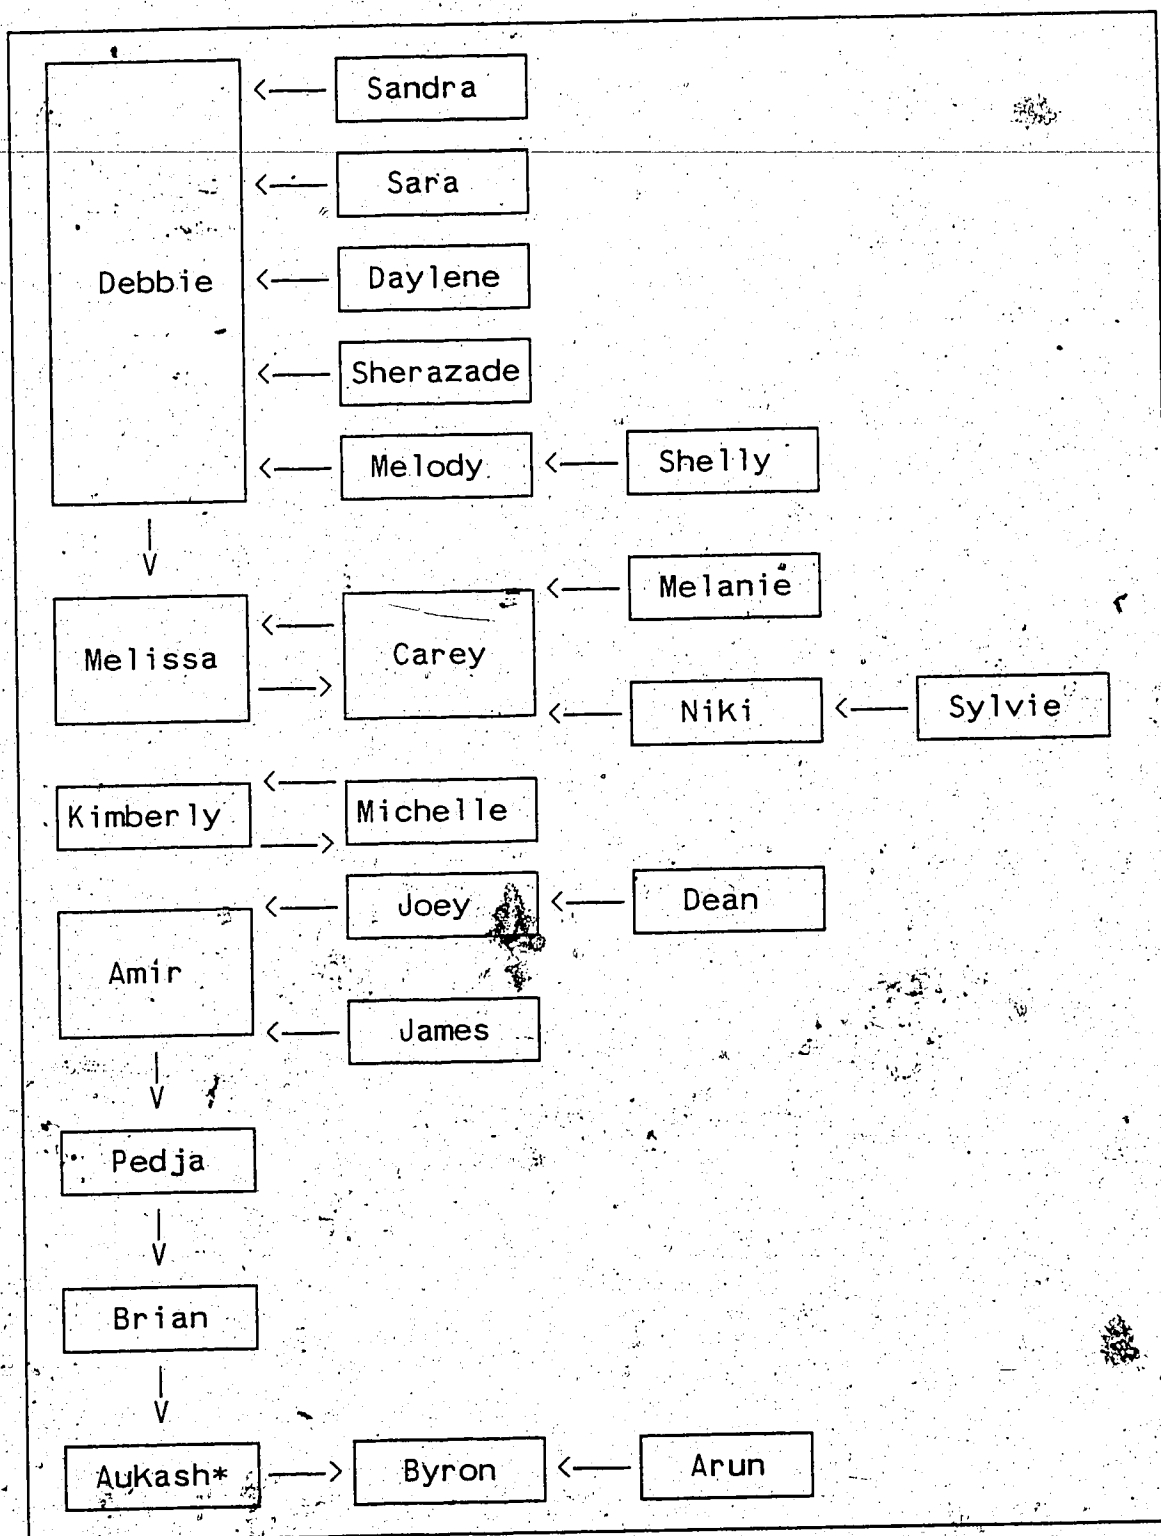 Sandra
Sara
Debbie
Daylene
Sherazade
Melody
Shelly
Melanie
Melissa
Carey
Niki
Sylvie
Kimberly
Michelle
Joey
Dean
Amir
James
Pedja
Brian
Aukash*
Byron
Arun